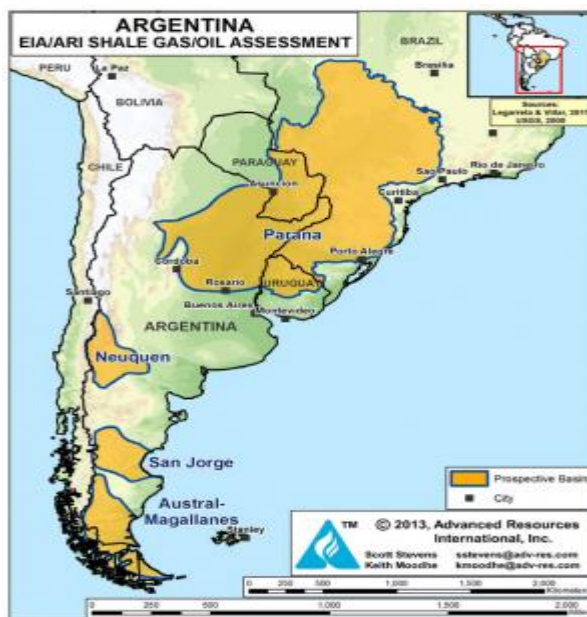 ARGENTINA
EIA/ARI SHALE GAS/OIL ASSESSMENT
PERU
La Paz
BRAZIL
Brasilia
BOLIVIA
Sources:
Legarreta & Villar, 2011
USGS, 2000
CHILE
PARAGUAY
Asuncion
Rio de Janeiro
Sao Paulo
Curitiba
Parana
Porto Alegre
Cordoba
Rosario
URUGUAY
Santiago
Buenos Aires
Montevideo
ARGENTINA
Neuquen
San Jorge
Austral-
Magallanes
Stanley
Prospective Basin
City
TM
© 2013, Advanced Resources
International, Inc.
Scott Stevens sstevens@adv-res.com
Keith Moodhe kmoodhe@adv-res.com
0 250 500 1,000 1,500 2,000
Kilometers
0 250 500 1,000 1,500 2,000